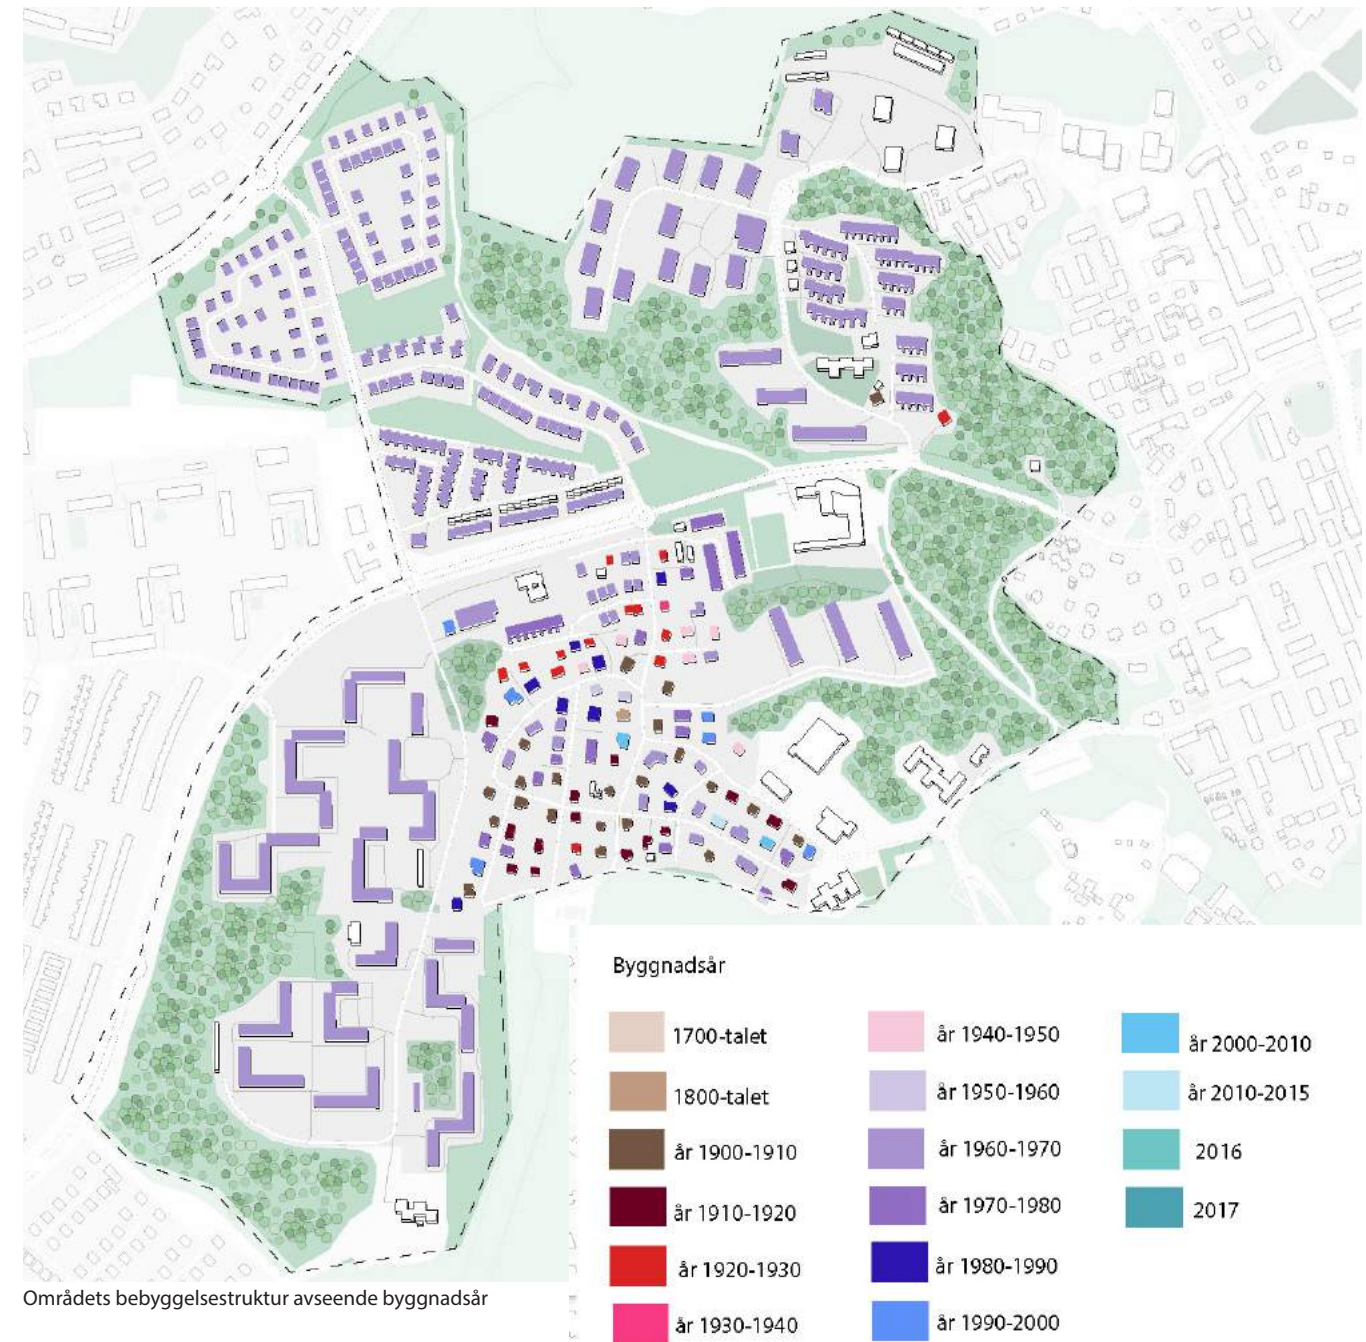 Byggnadsår
1700-talet
1800-talet
år 1900-1910
år 1910-1920
år 1920-1930
år 1930-1940
år 1940-1950
år 1950-1960
år 1960-1970
år 1970-1980
år 1980-1990
år 1990-2000
år 2000-2010
år 2010-2015
2016
2017
Områdets bebyggelsestruktur avseende byggnadsår